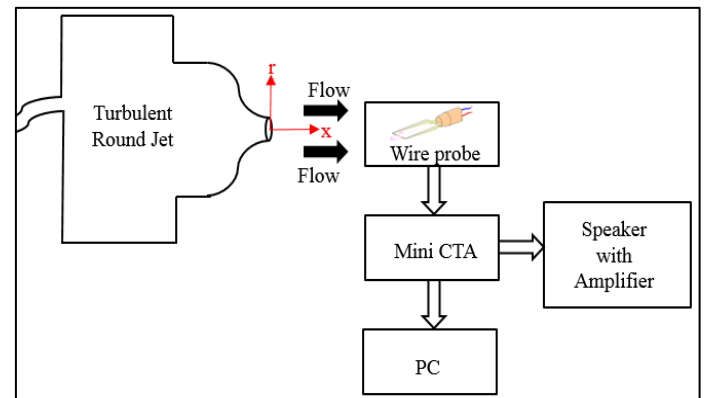 r
Flow
Turbulent
Round Jet
x
Wire probe
Flow
Mini CTA
Speaker
with
Amplifier
PC